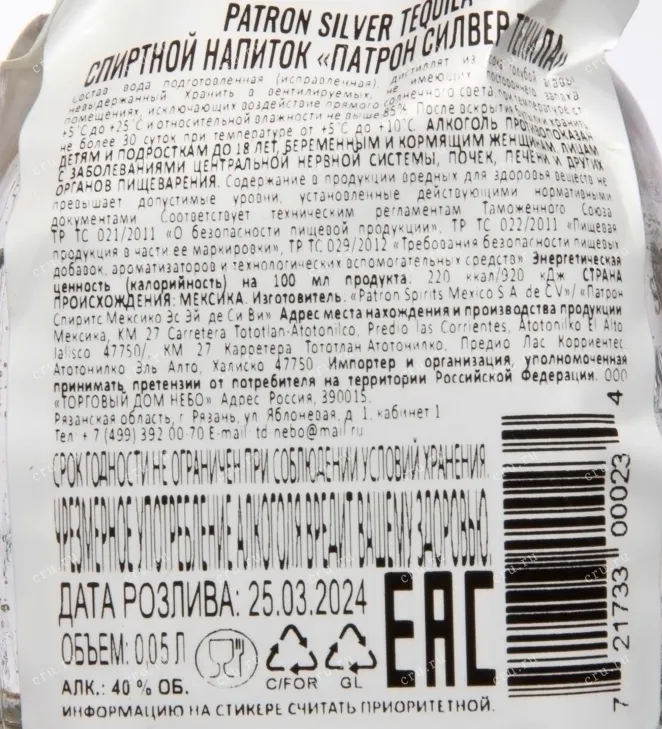 PATRON SILVER TEQUILA
СПИРТНОЙ НАПИТОК «ПАТРОН СИЛВЕР ТЕКИЛА»
Состав вода подготовленная (исправленная) дистиллят из голубой
невыдержанный Хранить в вентилируемых, не имеющих постороннего запаха
помещениях, исключающих воздействие прямого солнечного света, при температуре от
+5°С до +25°С и относительной влажности не выше 85% После вскрытия хранить
не более 30 суток при температуре от +5°С до +10°С. АЛКОГОЛЬ ПРОТИВОПОКАЗАН
ДЕТЯМ И ПОДРОСТКАМ ДО 18 ЛЕТ, БЕРЕМЕННЫМ И КОРМЯЩИМ ЖЕНЩИНАМ, ЛИЦАМ
С ЗАБОЛЕВАНИЯМИ ЦЕНТРАЛЬНОЙ НЕРВНОЙ СИСТЕМЫ, ПОЧЕК, ПЕЧЕНИ И ДРУГИХ
ОРГАНОВ ПИЩЕВАРЕНИЯ. Содержание в продукции вредных для здоровья веществ не
превышает допустимые уровни, установленные действующими нормативными
документами Соответствует техническим регламентам Таможенного Союза
ТР ТС 021/2011 «О безопасности пищевой продукции», ТР ТС 022/2011 «Пищевая
продукция в части ее маркировки», ТР ТС 029/2012 «Требования безопасности пищевых
добавок, ароматизаторов и технологических вспомогательных средств» Энергетическая
ценность (калорийность) на 100 мл продукта. 220 ккал/920 кДж СТРАНА
ПРОИСХОЖДЕНИЯ: МЕКСИКА. Изготовитель. «Patron Spirits Mexico S A de CV»/ «Патрон
Спиритс Мексико Эс Эй де Си Ви» Адрес места нахождения и производства продукции
Мексика, KM 27 Carretera Tototlan-Atotonilco, Predio las Corrientes, Atotonilco El Alto
Jalisco 47750/, КМ 27 Карретера Тототлан Атотонилко, Предио Лас Корриентес
Атотонилко Эль Алто, Халиско 47750 Импортер и организация, уполномоченная
принимать претензии от потребителя на территории Российской Федерации. ООО
«ТОРГОВЫЙ ДОМ НЕБО» Адрес Россия, 390015.
Рязанская область, г Рязань, ул Яблоневая, д 1, кабинет 1
Тел +7 (499) 392 00-70 E-mail td nebo@mail ru
СРОК ГОДНОСТИ НЕ ОГРАНИЧЕН ПРИ СОБЛЮДЕНИИ УСЛОВИЙ ХРАНЕНИЯ.
ЧРЕЗМЕРНОЕ УПОТРЕБЛЕНИЕ АЛКОГОЛЯ ВРЕДИТ ВАШЕМУ ЗДОРОВЬЮ.
ДАТА РОЗЛИВА: 25.03.2024
ОБЪЕМ: 0,05 Л
АЛК.: 40 % ОБ.
C/FOR GL
EAC
ИНФОРМАЦИЮ НА СТИКЕРЕ СЧИТАТЬ ПРИОРИТЕТНОЙ.
7 21733 00023 4